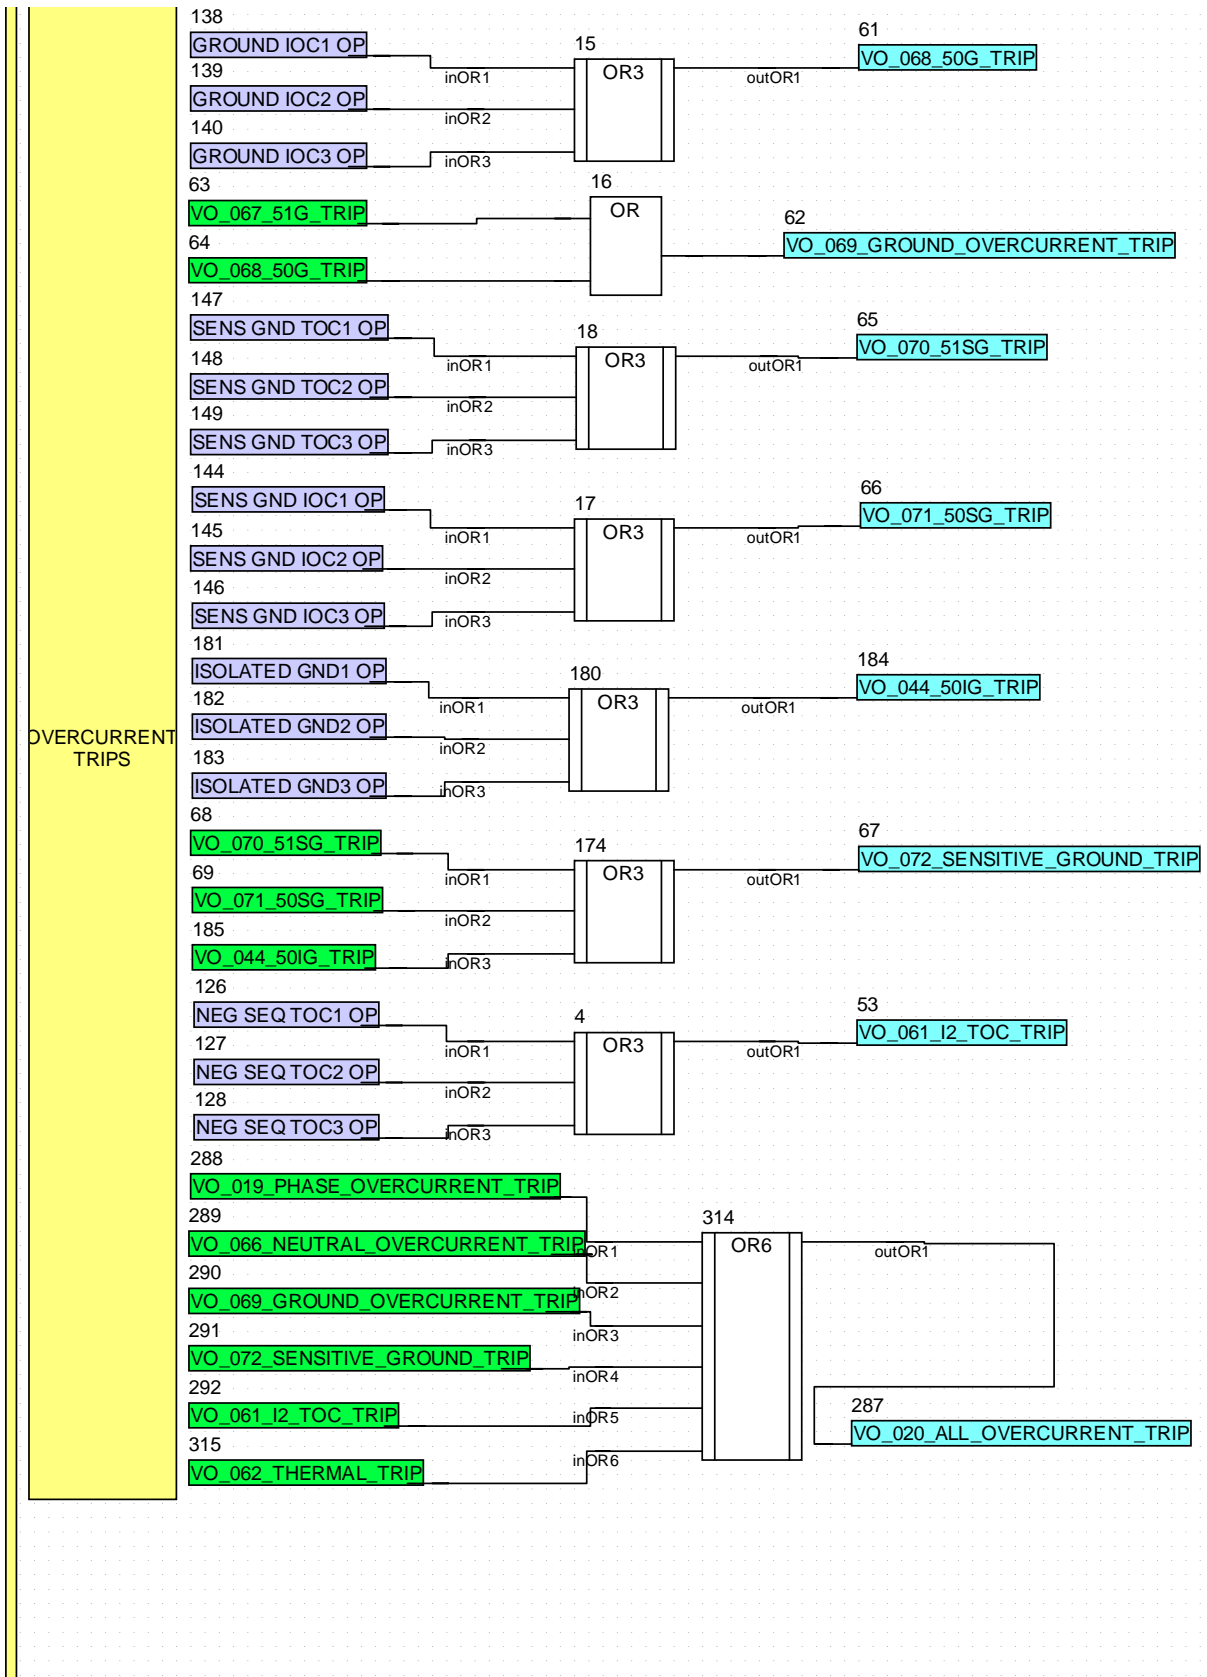 138
GROUND IOC1 OP
139
GROUND IOC2 OP
140
GROUND IOC3 OP
inOR1
inOR2
inOR3
15
OR3
outOR1
61
VO_068_50G_TRIP
63
VO_067_51G_TRIP
64
VO_068_50G_TRIP
16
OR
62
VO_069_GROUND_OVERCURRENT_TRIP
147
SENS GND TOC1 OP
148
SENS GND TOC2 OP
149
SENS GND TOC3 OP
inOR1
inOR2
inOR3
18
OR3
outOR1
65
VO_070_51SG_TRIP
144
SENS GND IOC1 OP
145
SENS GND IOC2 OP
146
SENS GND IOC3 OP
inOR1
inOR2
inOR3
17
OR3
outOR1
66
VO_071_50SG_TRIP
181
ISOLATED GND1 OP
182
ISOLATED GND2 OP
183
ISOLATED GND3 OP
inOR1
inOR2
inOR3
180
OR3
outOR1
184
VO_044_50IG_TRIP
OVERCURRENT
TRIPS
68
VO_070_51SG_TRIP
69
VO_071_50SG_TRIP
185
VO_044_50IG_TRIP
inOR1
inOR2
inOR3
174
OR3
outOR1
67
VO_072_SENSITIVE_GROUND_TRIP
126
NEG SEQ TOC1 OP
127
NEG SEQ TOC2 OP
128
NEG SEQ TOC3 OP
inOR1
inOR2
inOR3
4
OR3
outOR1
53
VO_061_I2_TOC_TRIP
288
VO_019_PHASE_OVERCURRENT_TRIP
289
VO_066_NEUTRAL_OVERCURRENT_TRIP
290
VO_069_GROUND_OVERCURRENT_TRIP
291
VO_072_SENSITIVE_GROUND_TRIP
292
VO_061_I2_TOC_TRIP
315
VO_062_THERMAL_TRIP
inOR1
inOR2
inOR3
inOR4
inOR5
inOR6
314
OR6
outOR1
287
VO_020_ALL_OVERCURRENT_TRIP